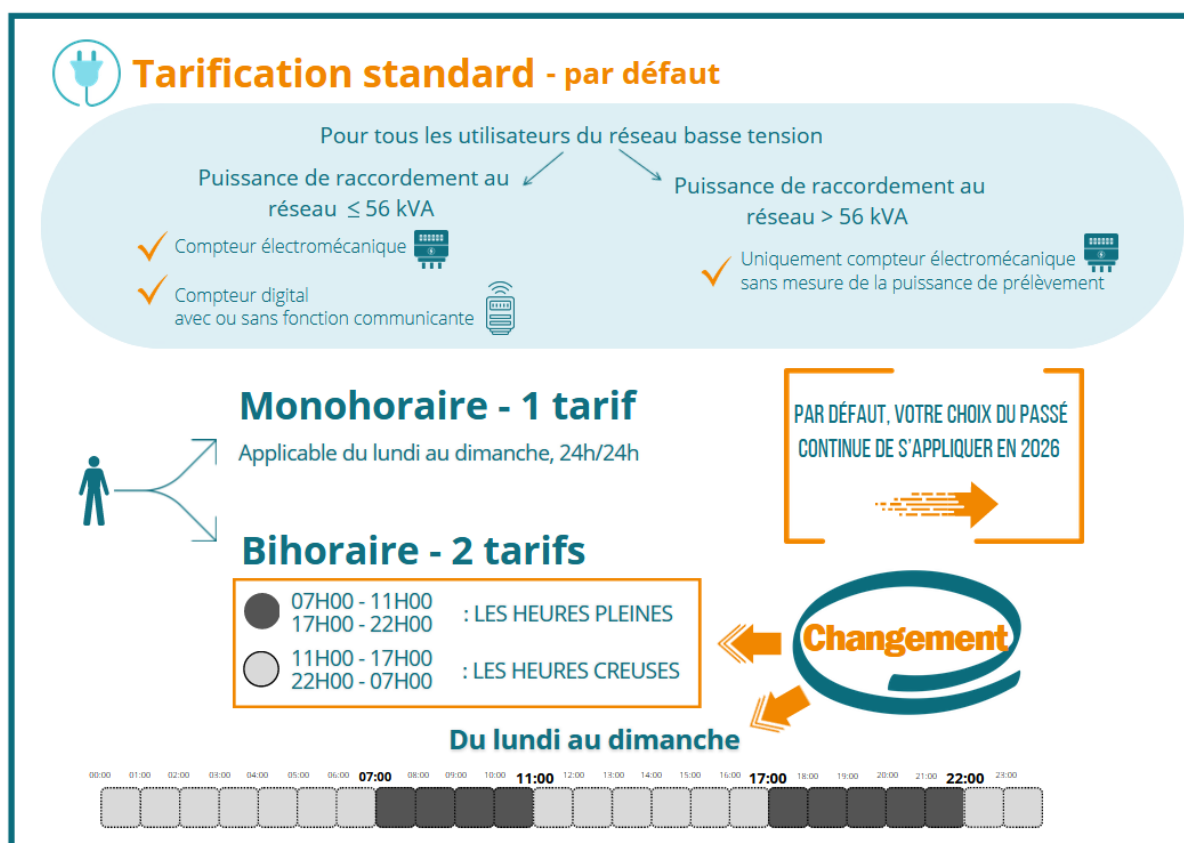 Tarification standard - par défaut
Pour tous les utilisateurs du réseau basse tension
Puissance de raccordement au
réseau ≤ 56 kVA
Compteur électromécanique
Compteur digital
avec ou sans fonction communicante
Puissance de raccordement au
réseau > 56 kVA
Uniquement compteur électromécanique
sans mesure de la puissance de prélèvement
Monohoraire - 1 tarif
Applicable du lundi au dimanche, 24h/24h
PAR DÉFAUT, VOTRE CHOIX DU PASSÉ
CONTINUE DE S'APPLIQUER EN 2026
Bihoraire - 2 tarifs
07H00 - 11H00
17H00 - 22H00 : LES HEURES PLEINES
11H00 - 17H00
22H00 - 07H00 : LES HEURES CREUSES
Changement
Du lundi au dimanche
00:00 01:00 02:00 03:00 04:00 05:00 06:00 07:00 08:00 09:00 10:00 11:00 12:00 13:00 14:00 15:00 16:00 17:00 18:00 19:00 20:00 21:00 22:00 23:00